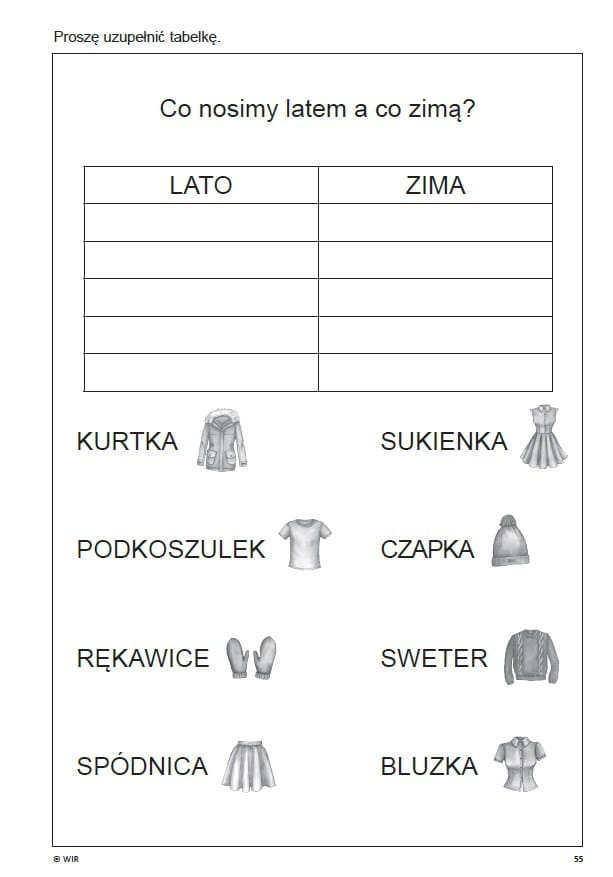 Proszę uzupełnić tabelkę.
Co nosimy latem a co zimą?
LATO ZIMA
KURTKA SUKIENKA
PODKOSZULEK CZAPKA
RĘKAWICE SWETER
SPÓDNICA BLUZKA
© WIR 55